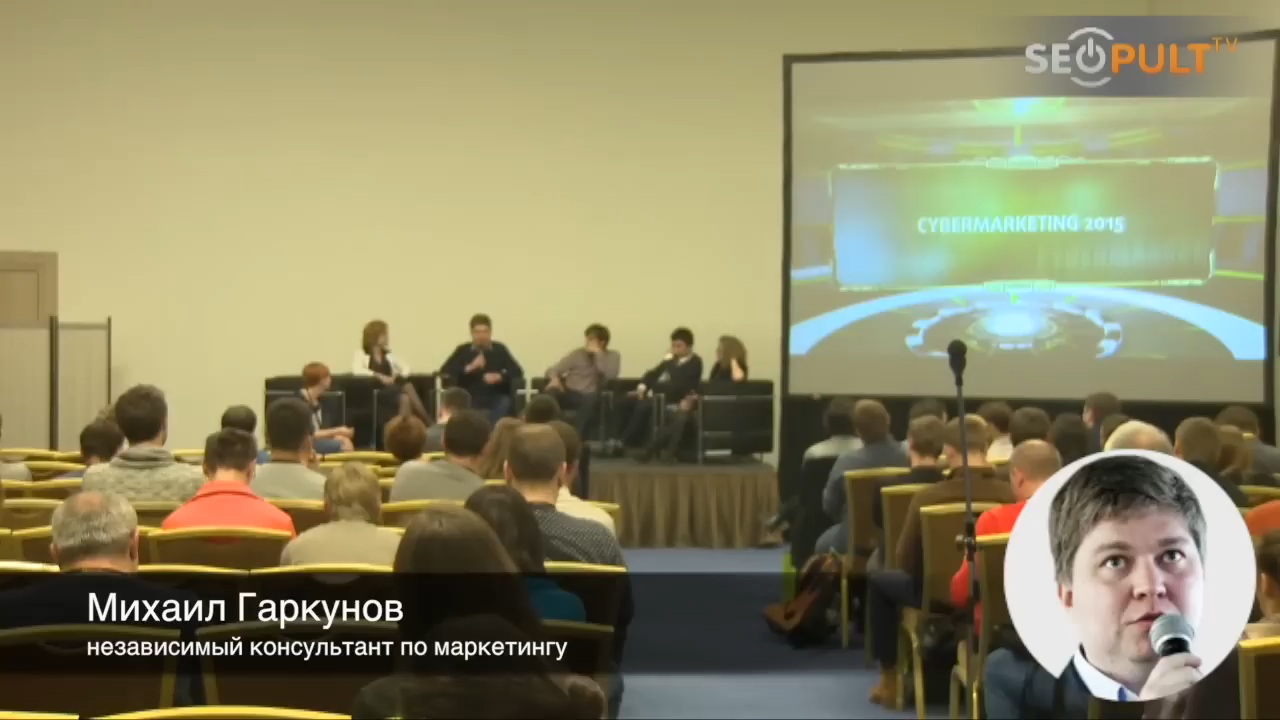 SEOPULT TV
CYBERMARKETING 2015
Михаил Гаркунов
независимый консультант по маркетингу